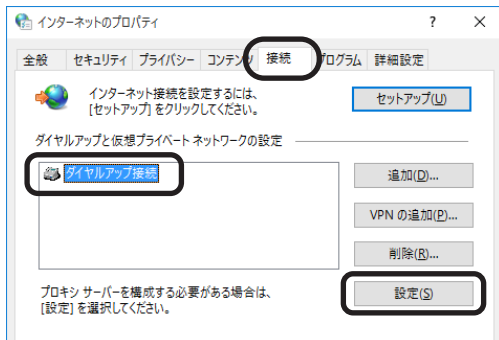 インターネットのプロパティ ? ×
全般 セキュリティ プライバシー コンテンツ 接続 プログラム 詳細設定
インターネット接続を設定するには、
[セットアップ] をクリックしてください。
セットアップ(U)
ダイヤルアップと仮想プライベート ネットワークの設定
ダイヤルアップ接続
追加(D)...
VPN の追加(P)...
削除(R)...
プロキシ サーバーを構成する必要がある場合は、
[設定] を選択してください。
設定(S)